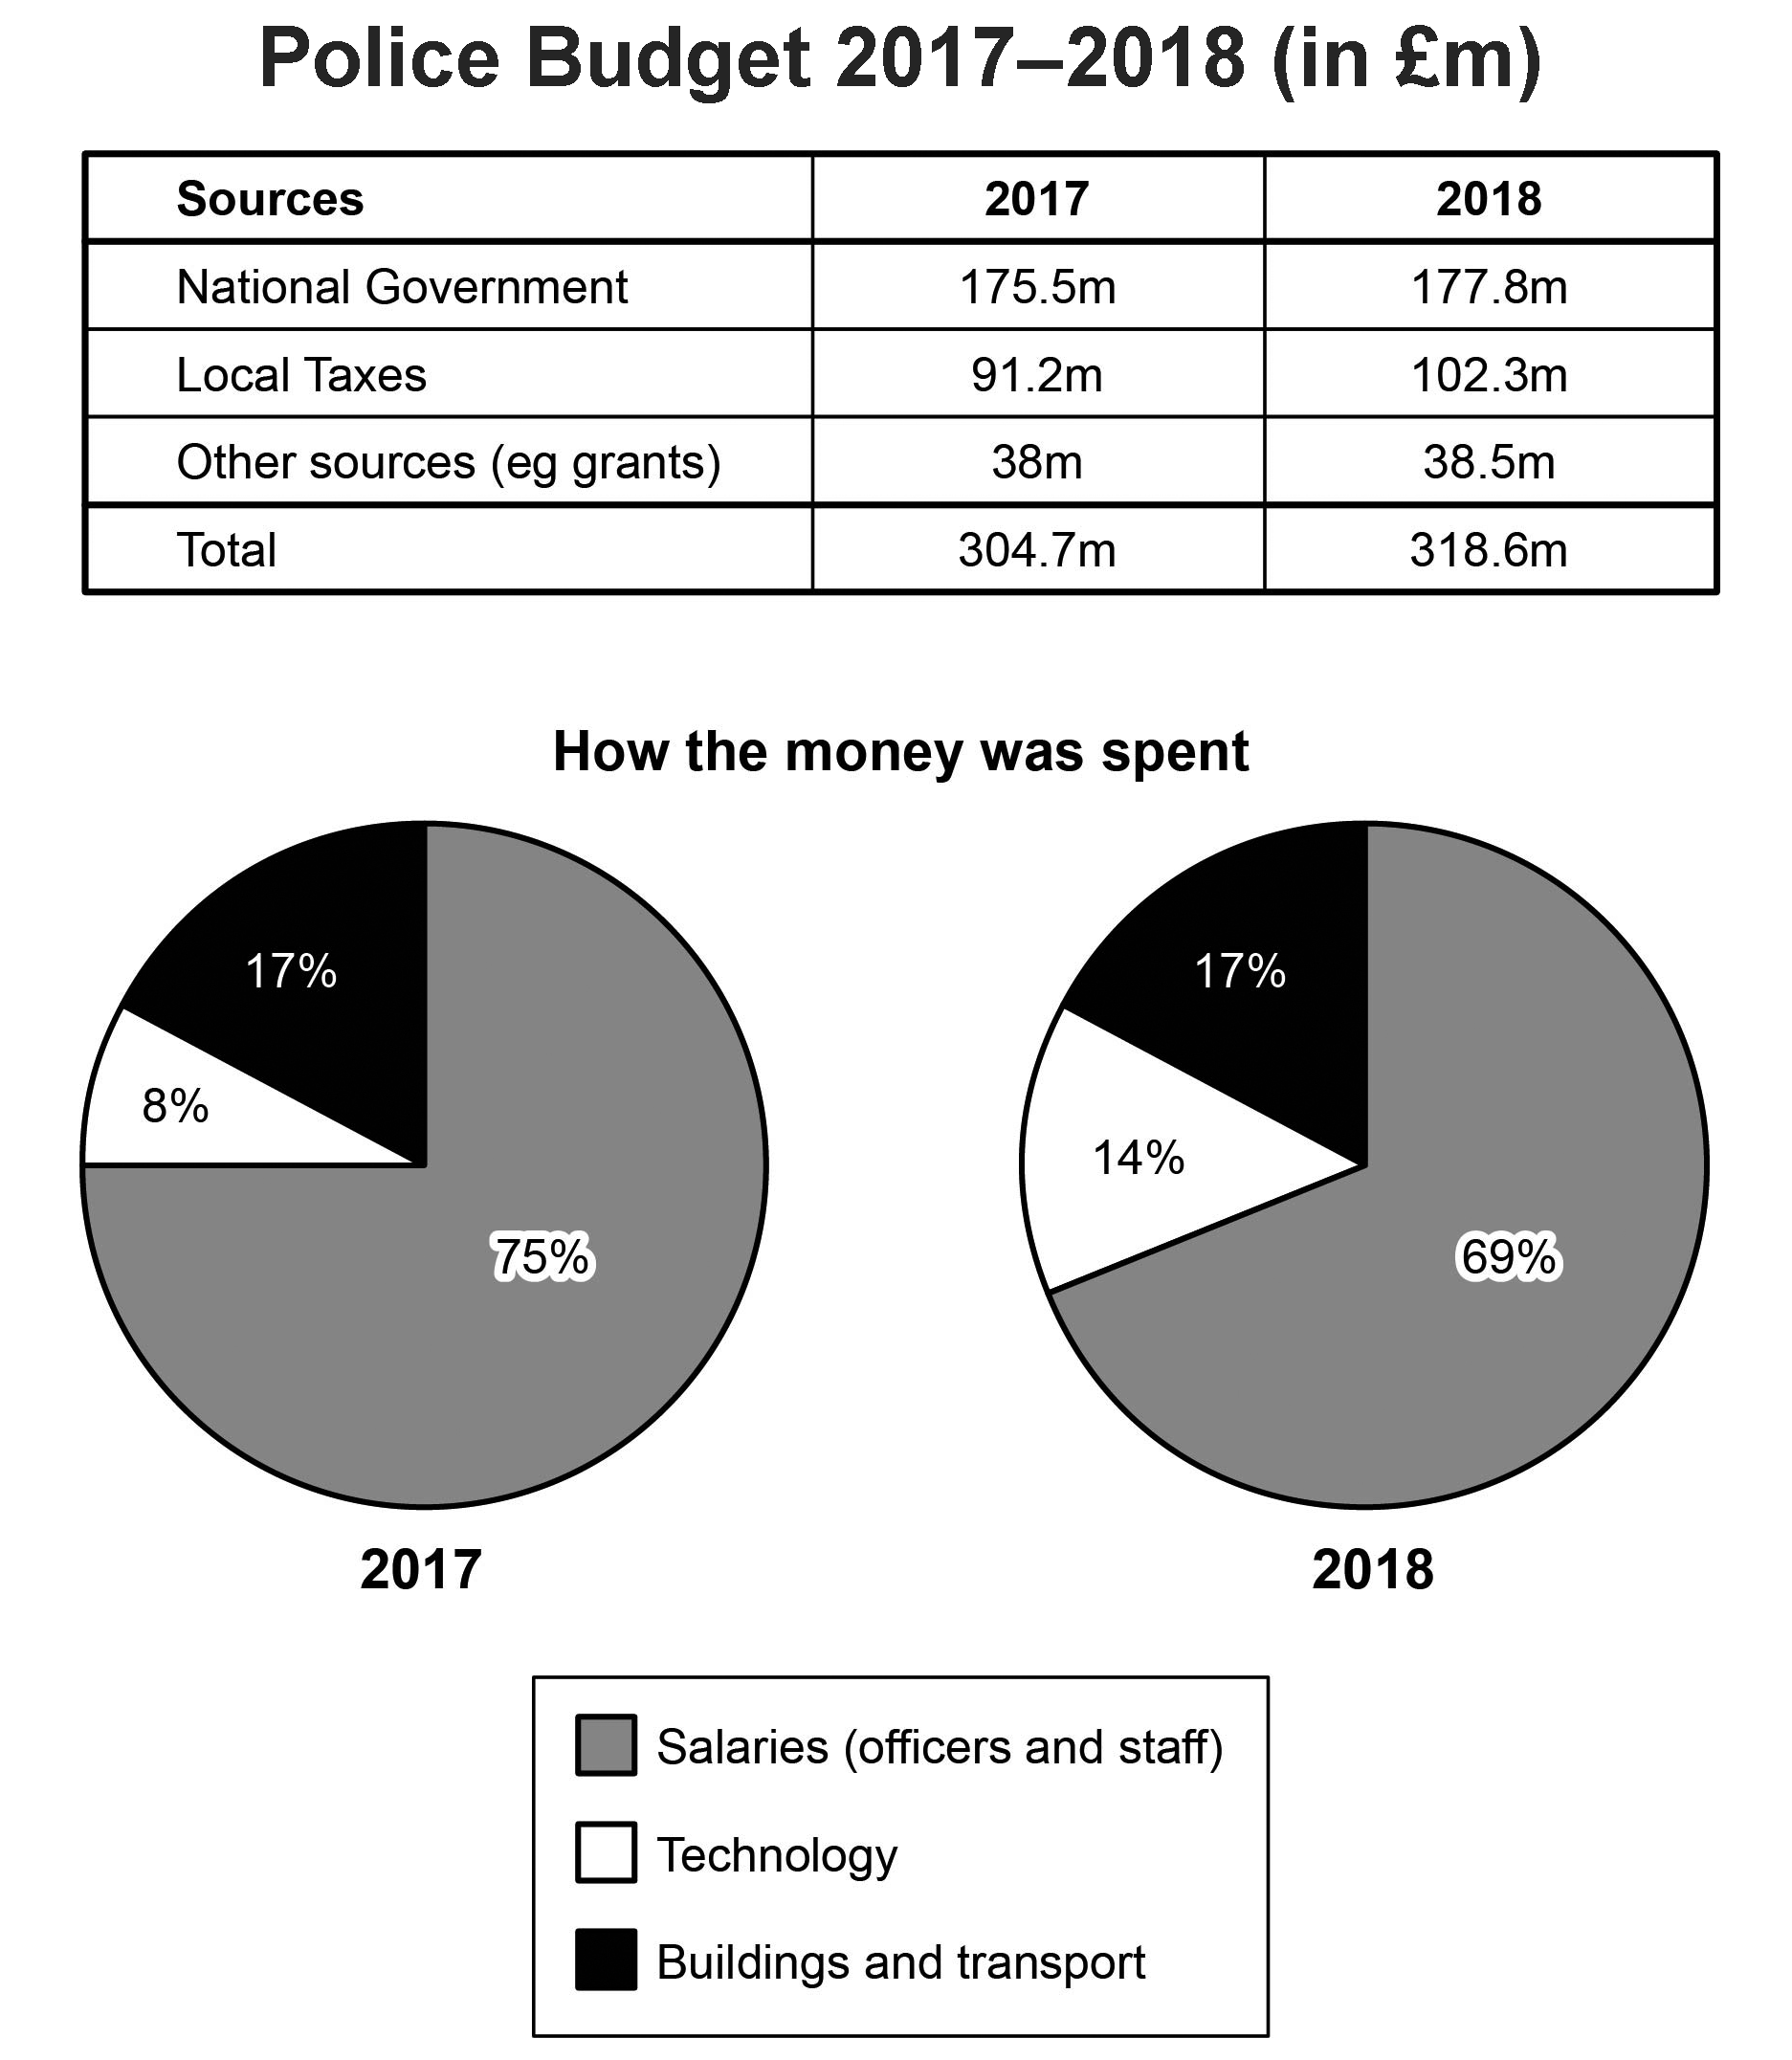 Police Budget 2017–2018 (in £m)
Sources 2017 2018
National Government 175.5m 177.8m
Local Taxes 91.2m 102.3m
Other sources (eg grants) 38m 38.5m
Total 304.7m 318.6m
How the money was spent
17%
8%
75%
2017
17%
14%
69%
2018
Salaries (officers and staff)
Technology
Buildings and transport